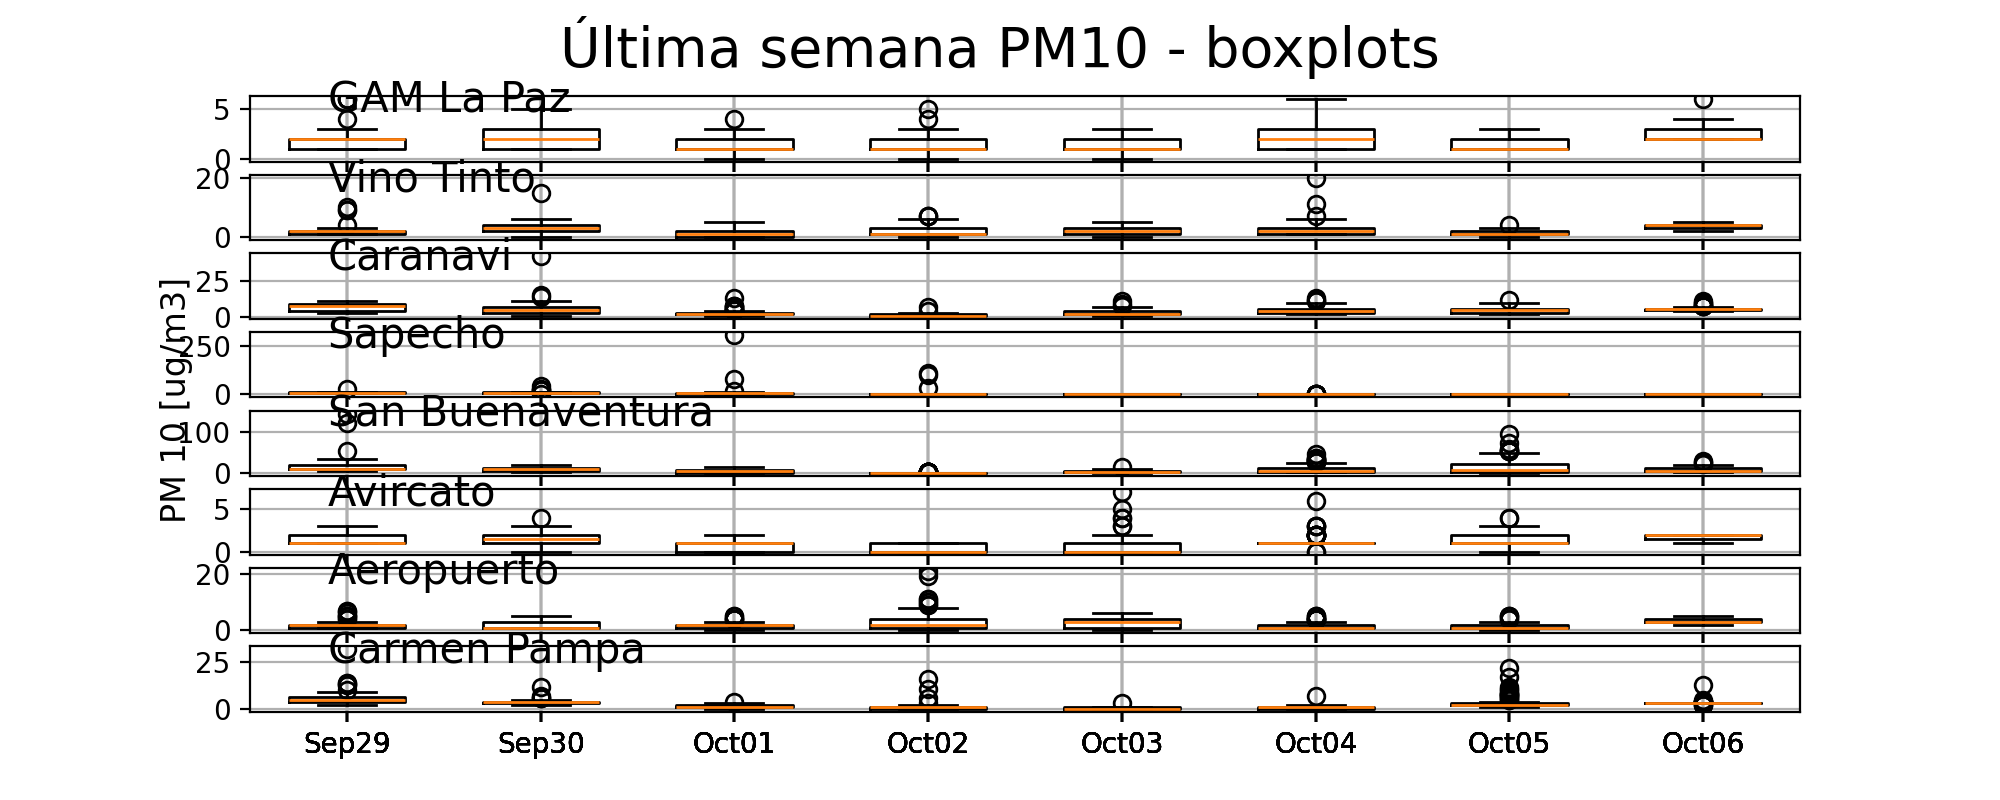 Última semana PM10 - boxplots
GAM La Paz
5
0
Vino Tinto
20
0
Caranavi
25
0
Sapecho
250
0
San Buenaventura
100
0
Avircato
5
0
Aeropuerto
20
0
Carmen Pampa
25
0
PM 10 [ug/m3]
Sep29 Sep30 Oct01 Oct02 Oct03 Oct04 Oct05 Oct06